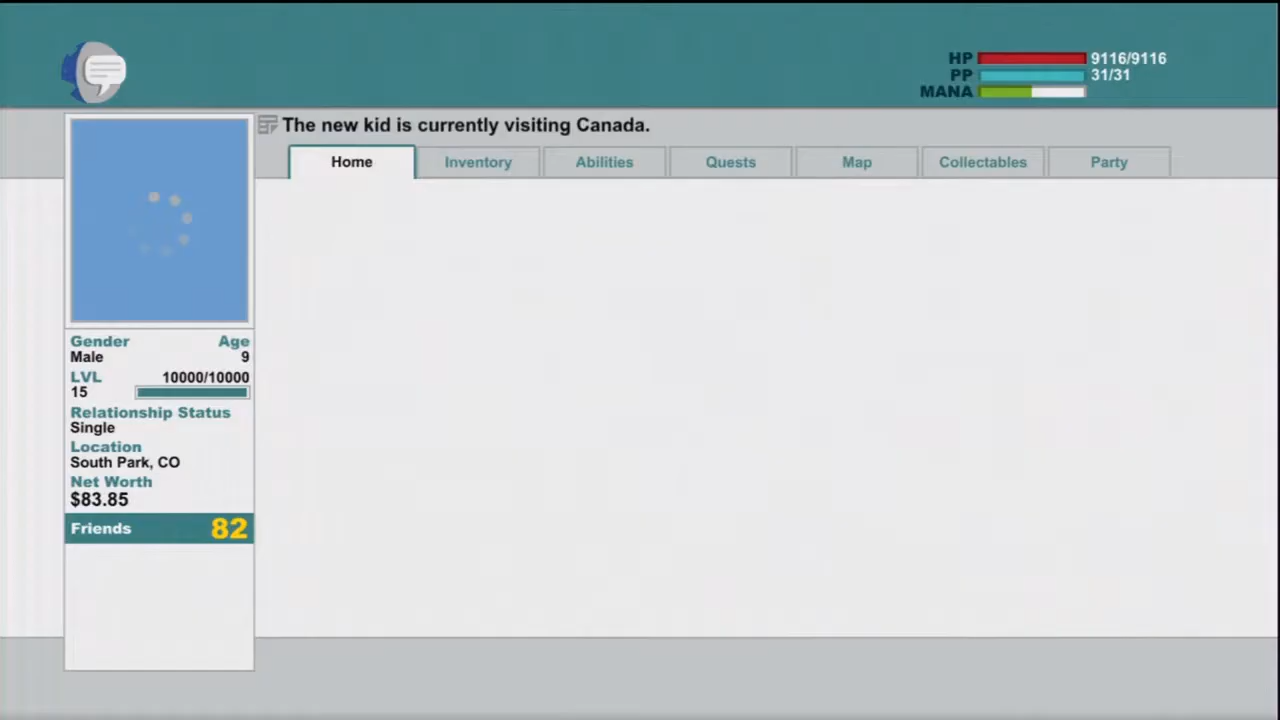 HP 9116/9116
PP 31/31
MANA
The new kid is currently visiting Canada.
Home Inventory Abilities Quests Map Collectables Party
Gender Age
Male 9
LVL 10000/10000
15
Relationship Status
Single
Location
South Park, CO
Net Worth
$83.85
Friends 82